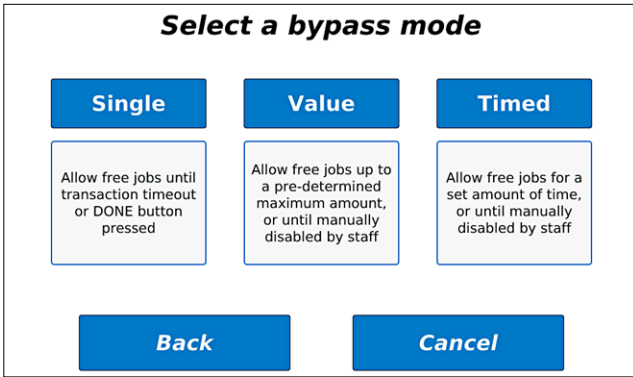 Select a bypass mode
Single
Value
Timed
Allow free jobs until
transaction timeout
or DONE button
pressed
Allow free jobs up to
a pre-determined
maximum amount,
or until manually
disabled by staff
Allow free jobs for a
set amount of time,
or until manually
disabled by staff
Back
Cancel